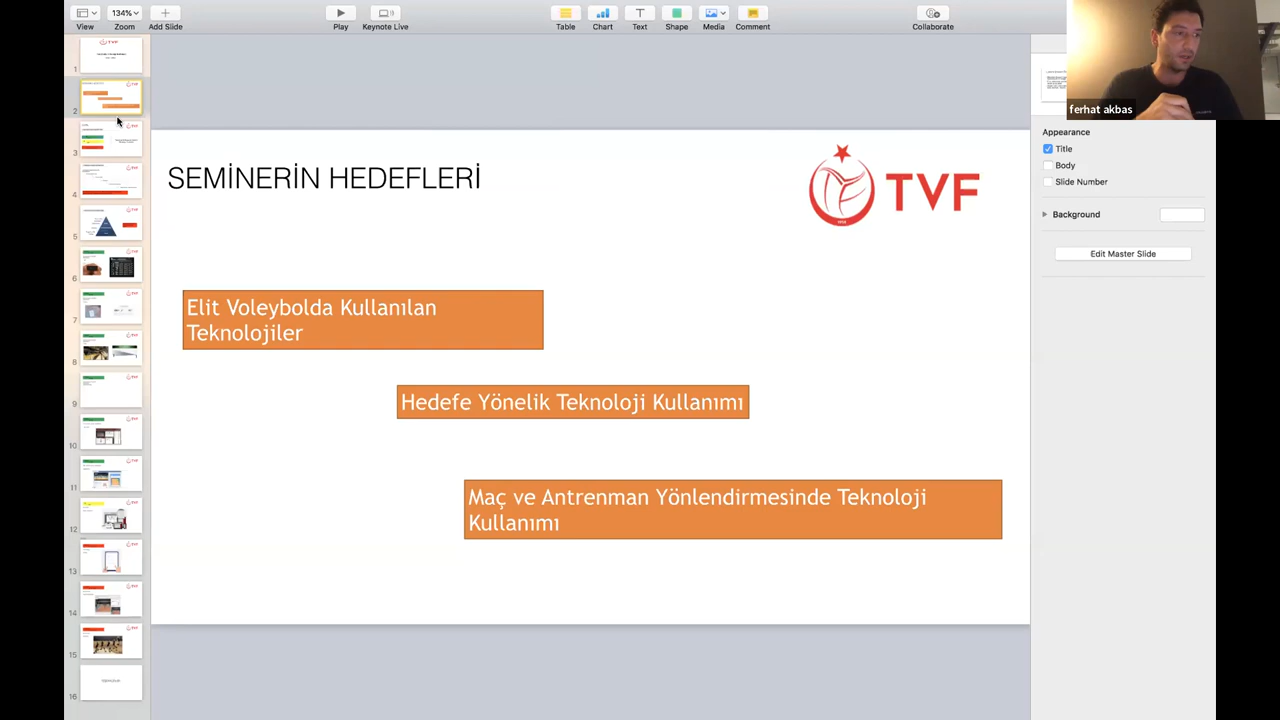 134%
View
Zoom
Add Slide
Play
Keynote Live
Table
Chart
Text
Shape
Media
Comment
Collaborate
ferhat akbas
TVF
1
2
3
4
5
6
7
8
9
10
11
12
13
14
15
16
SEMİNERİN HEDEFLERİ
TVF
Elit Voleybolda Kullanılan
Teknolojiler
Hedefe Yönelik Teknoloji Kullanımı
Maç ve Antrenman Yönlendirmesinde Teknoloji
Kullanımı
Appearance
Title
Body
Slide Number
Background
Edit Master Slide